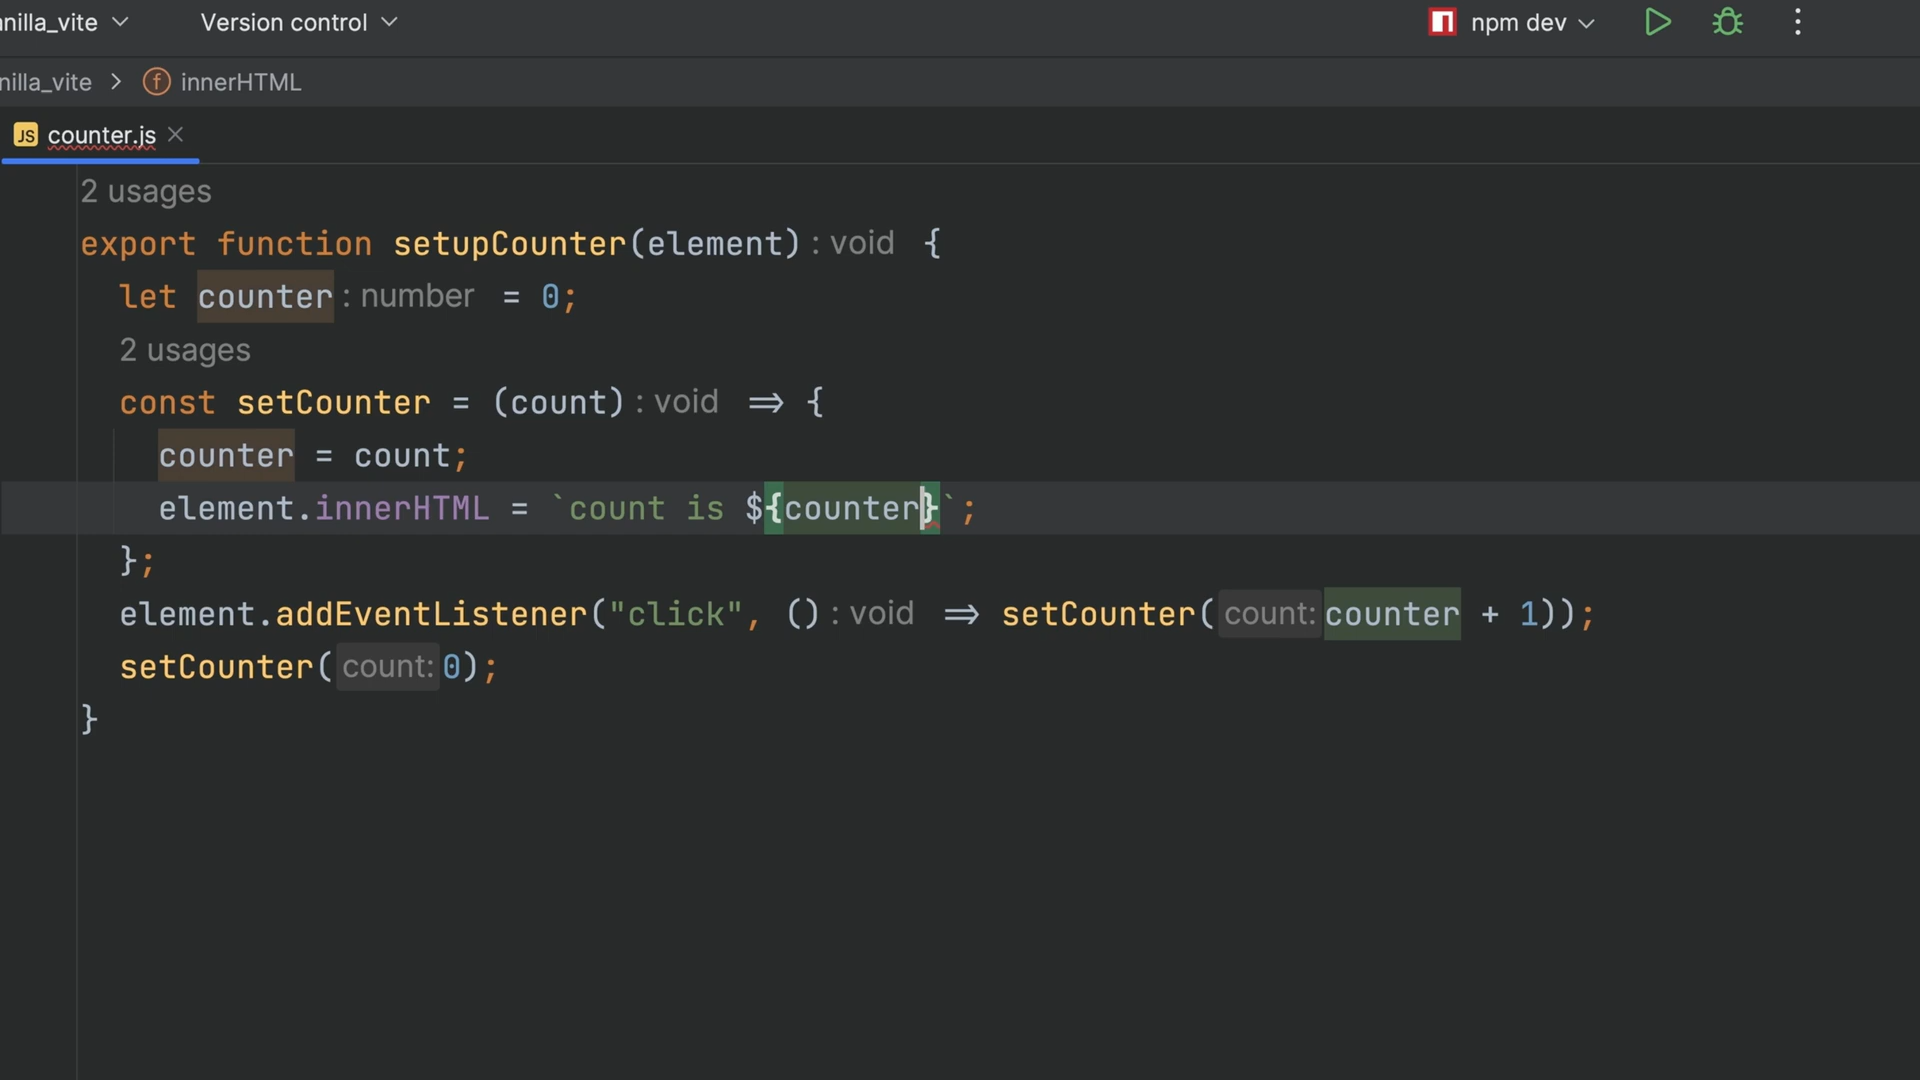 nilla_vite Version control npm dev
nilla_vite > f innerHTML
JS counter.js
2 usages
export function setupCounter(element) : void {
let counter : number = 0;
2 usages
const setCounter = (count) : void => {
counter = count;
element.innerHTML = `count is ${counter}`;
};
element.addEventListener("click", () : void => setCounter( count: counter + 1));
setCounter( count: 0);
}